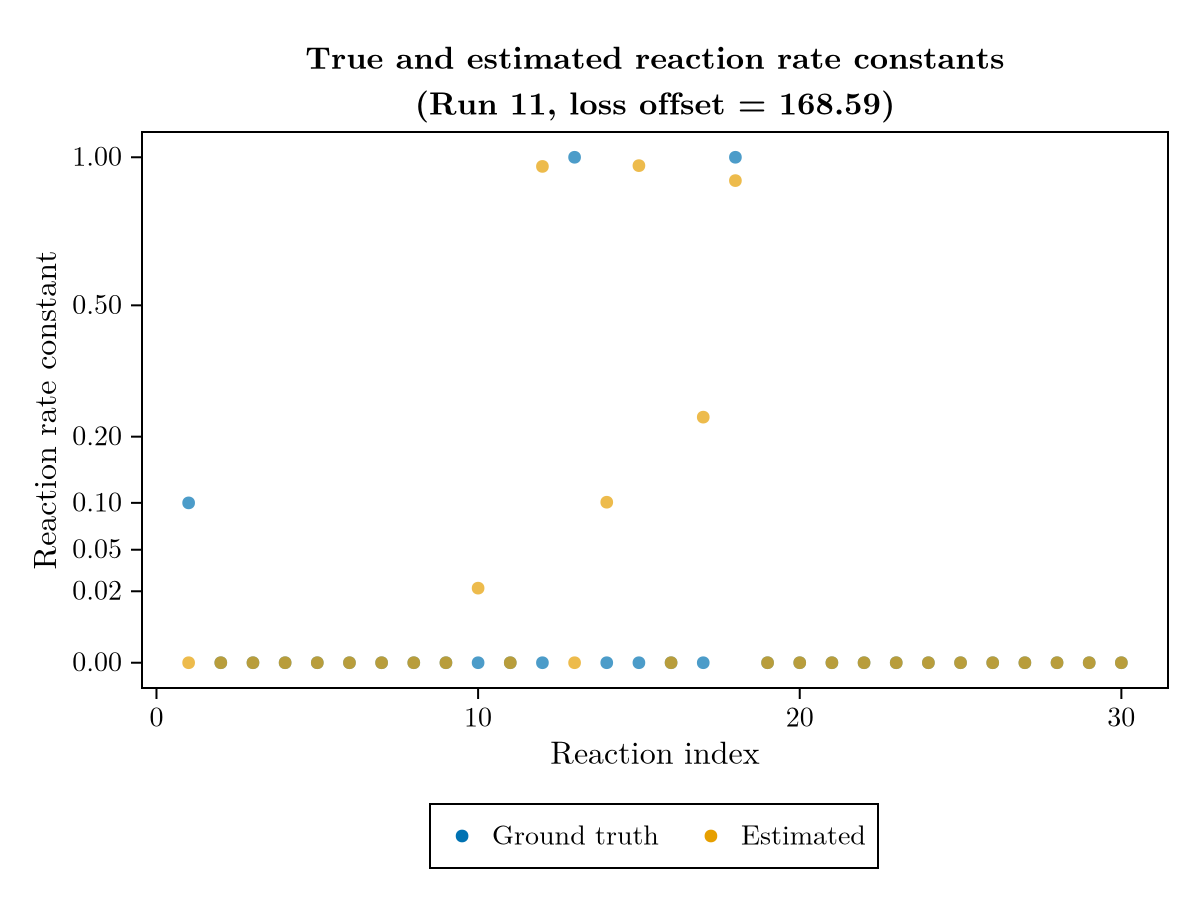 True and estimated reaction rate constants
(Run 11, loss offset = 168.59)
1.00
0.50
0.20
0.10
0.05
0.02
0.00
Reaction rate constant
0 10 20 30
Reaction index
Ground truth Estimated